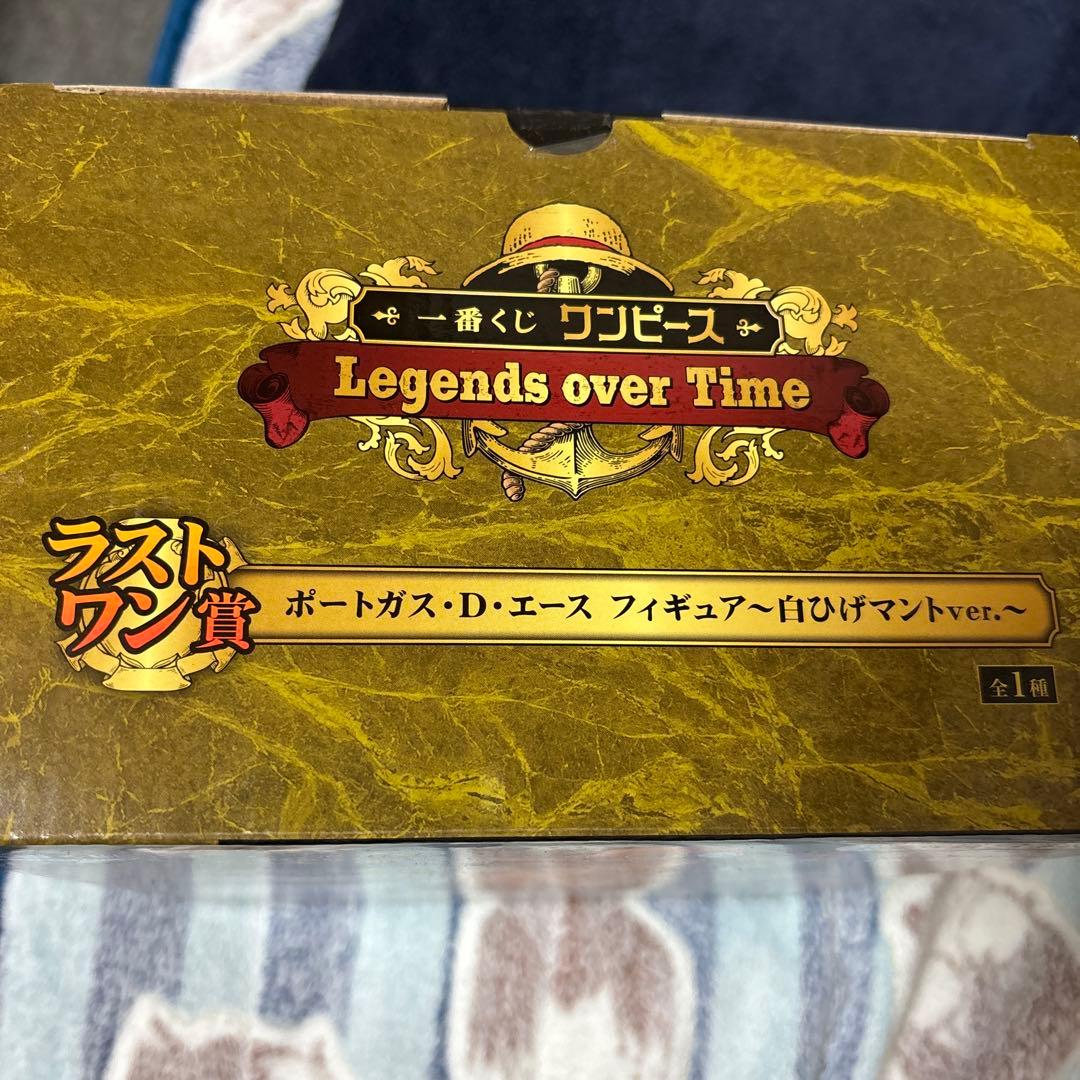 一番くじ ワンピース
Legends over Time
ラスト
ワン賞
ポートガス・D・エース フィギュア〜白ひげマントver.〜
全1種